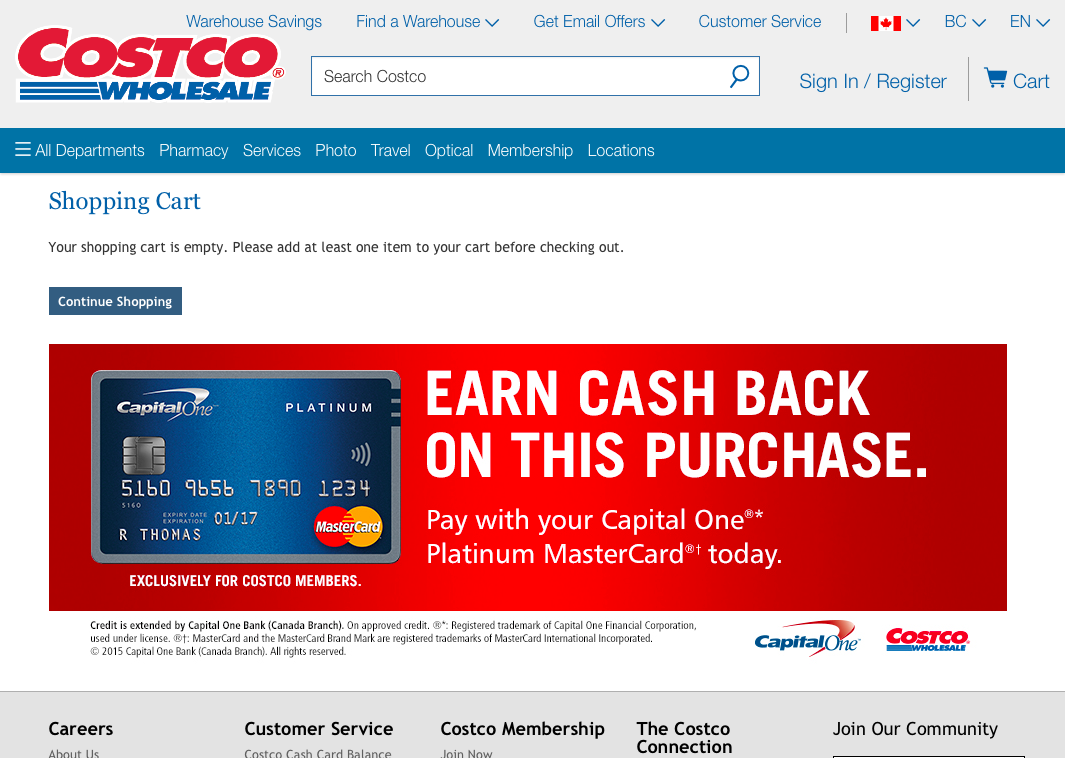 Warehouse Savings Find a Warehouse Get Email Offers Customer Service BC EN
COSTCO®
WHOLESALE
Search Costco
Sign In / Register Cart
All Departments Pharmacy Services Photo Travel Optical Membership Locations
Shopping Cart
Your shopping cart is empty. Please add at least one item to your cart before checking out.
Continue Shopping
Capital One™ PLATINUM
5160 9656 7890 1234
5160
EXPIRY DATE
EXPIRATION
01/17
R THOMAS
MasterCard
EXCLUSIVELY FOR COSTCO MEMBERS.
EARN CASH BACK
ON THIS PURCHASE.
Pay with your Capital One®*
Platinum MasterCard®† today.
Credit is extended by Capital One Bank (Canada Branch). On approved credit. ®*: Registered trademark of Capital One Financial Corporation,
used under license. ®†: MasterCard and the MasterCard Brand Mark are registered trademarks of MasterCard International Incorporated.
© 2015 Capital One Bank (Canada Branch). All rights reserved.
Capital One®
COSTCO®
WHOLESALE
Careers Customer Service Costco Membership The Costco
Connection
Join Our Community
About Us Costco Cash Card Balance Join Now